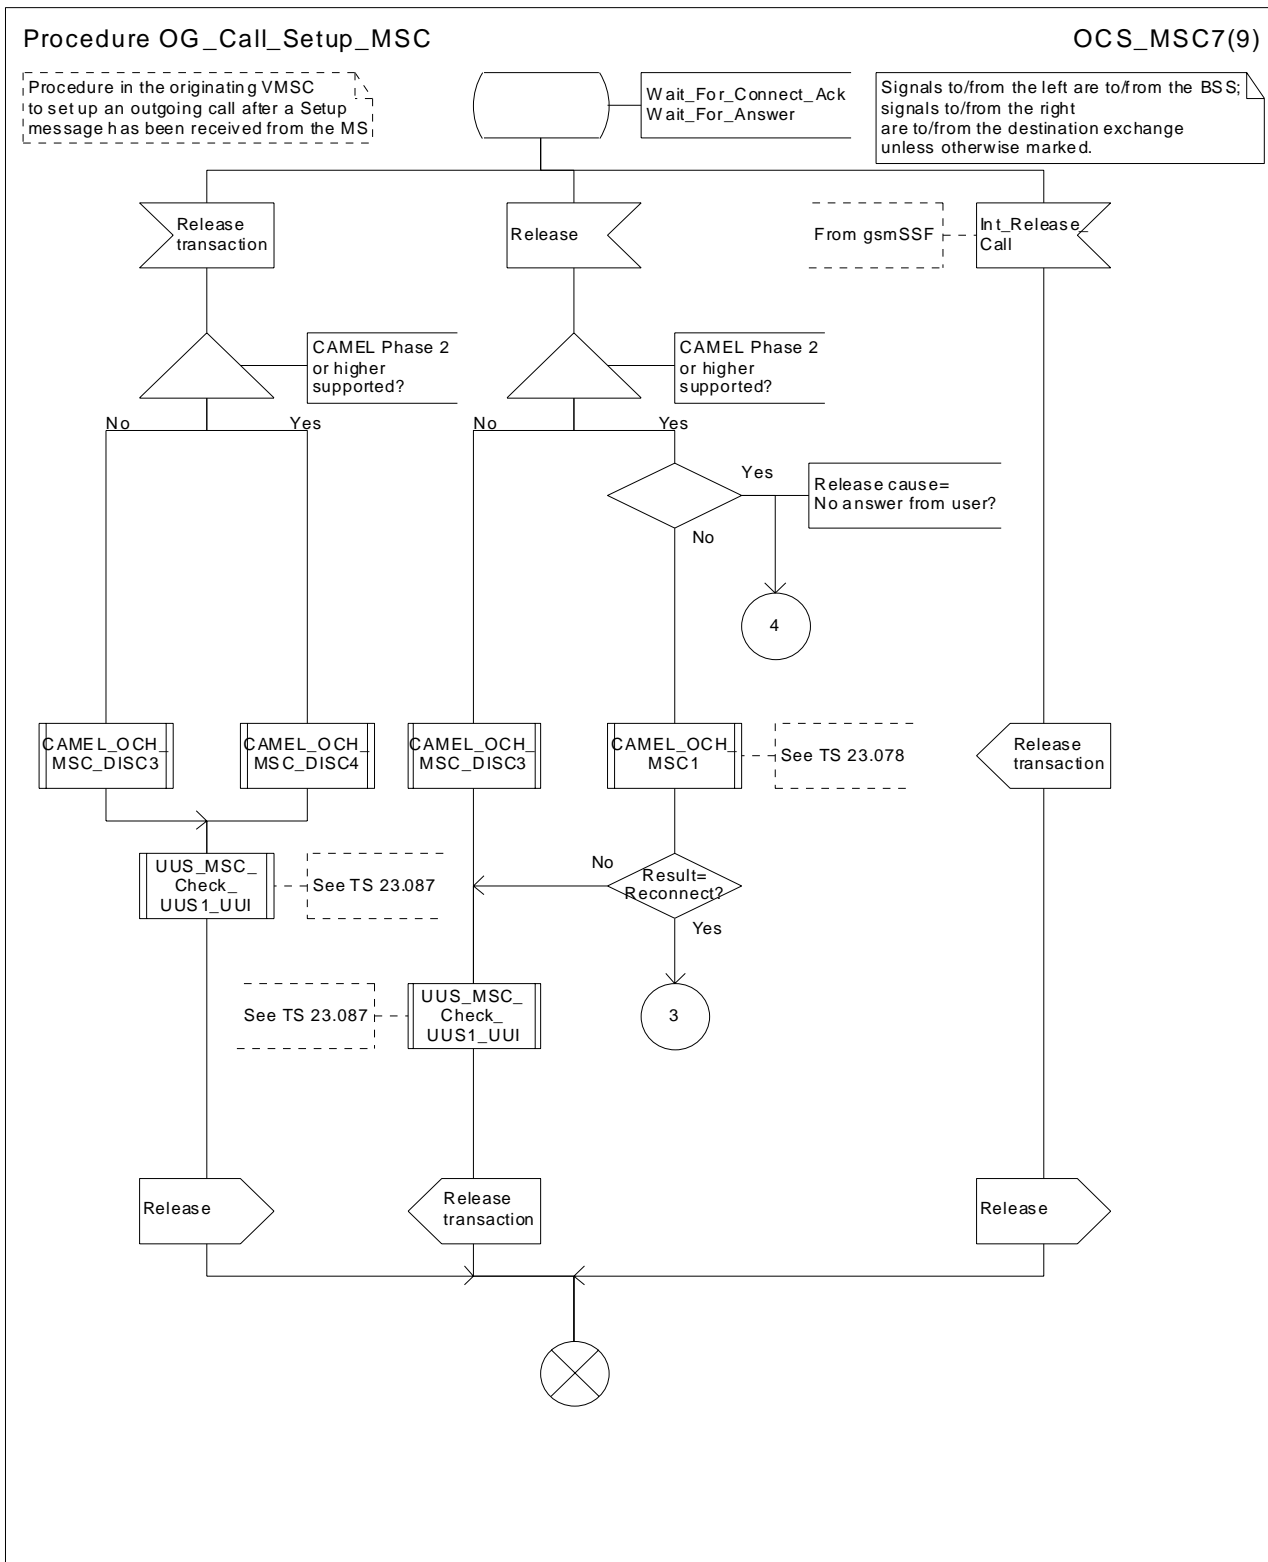 Procedure OG_Call_Setup_MSC
OCS_MSC7(9)
Procedure in the originating VMSC
to set up an outgoing call after a Setup
message has been received from the MS
Wait_For_Connect_Ack
Wait_For_Answer
Signals to/from the left are to/from the BSS;
signals to/from the right
are to/from the destination exchange
unless otherwise marked.
Release
transaction
Release
From gsmSSF
Int_Release_
Call
CAMEL Phase 2
or higher
supported?
CAMEL Phase 2
or higher
supported?
No
Yes
No
Yes
Yes
Release cause=
No answer from user?
No
4
CAMEL_OCH_
MSC_DISC3
CAMEL_OCH_
MSC_DISC4
CAMEL_OCH_
MSC_DISC3
CAMEL_OCH_
MSC1
See TS 23.078
Release
transaction
UUS_MSC_
Check_
UUS1_UUI
See TS 23.087
No
Result=
Reconnect?
Yes
See TS 23.087
UUS_MSC_
Check_
UUS1_UUI
3
Release
Release
transaction
Release